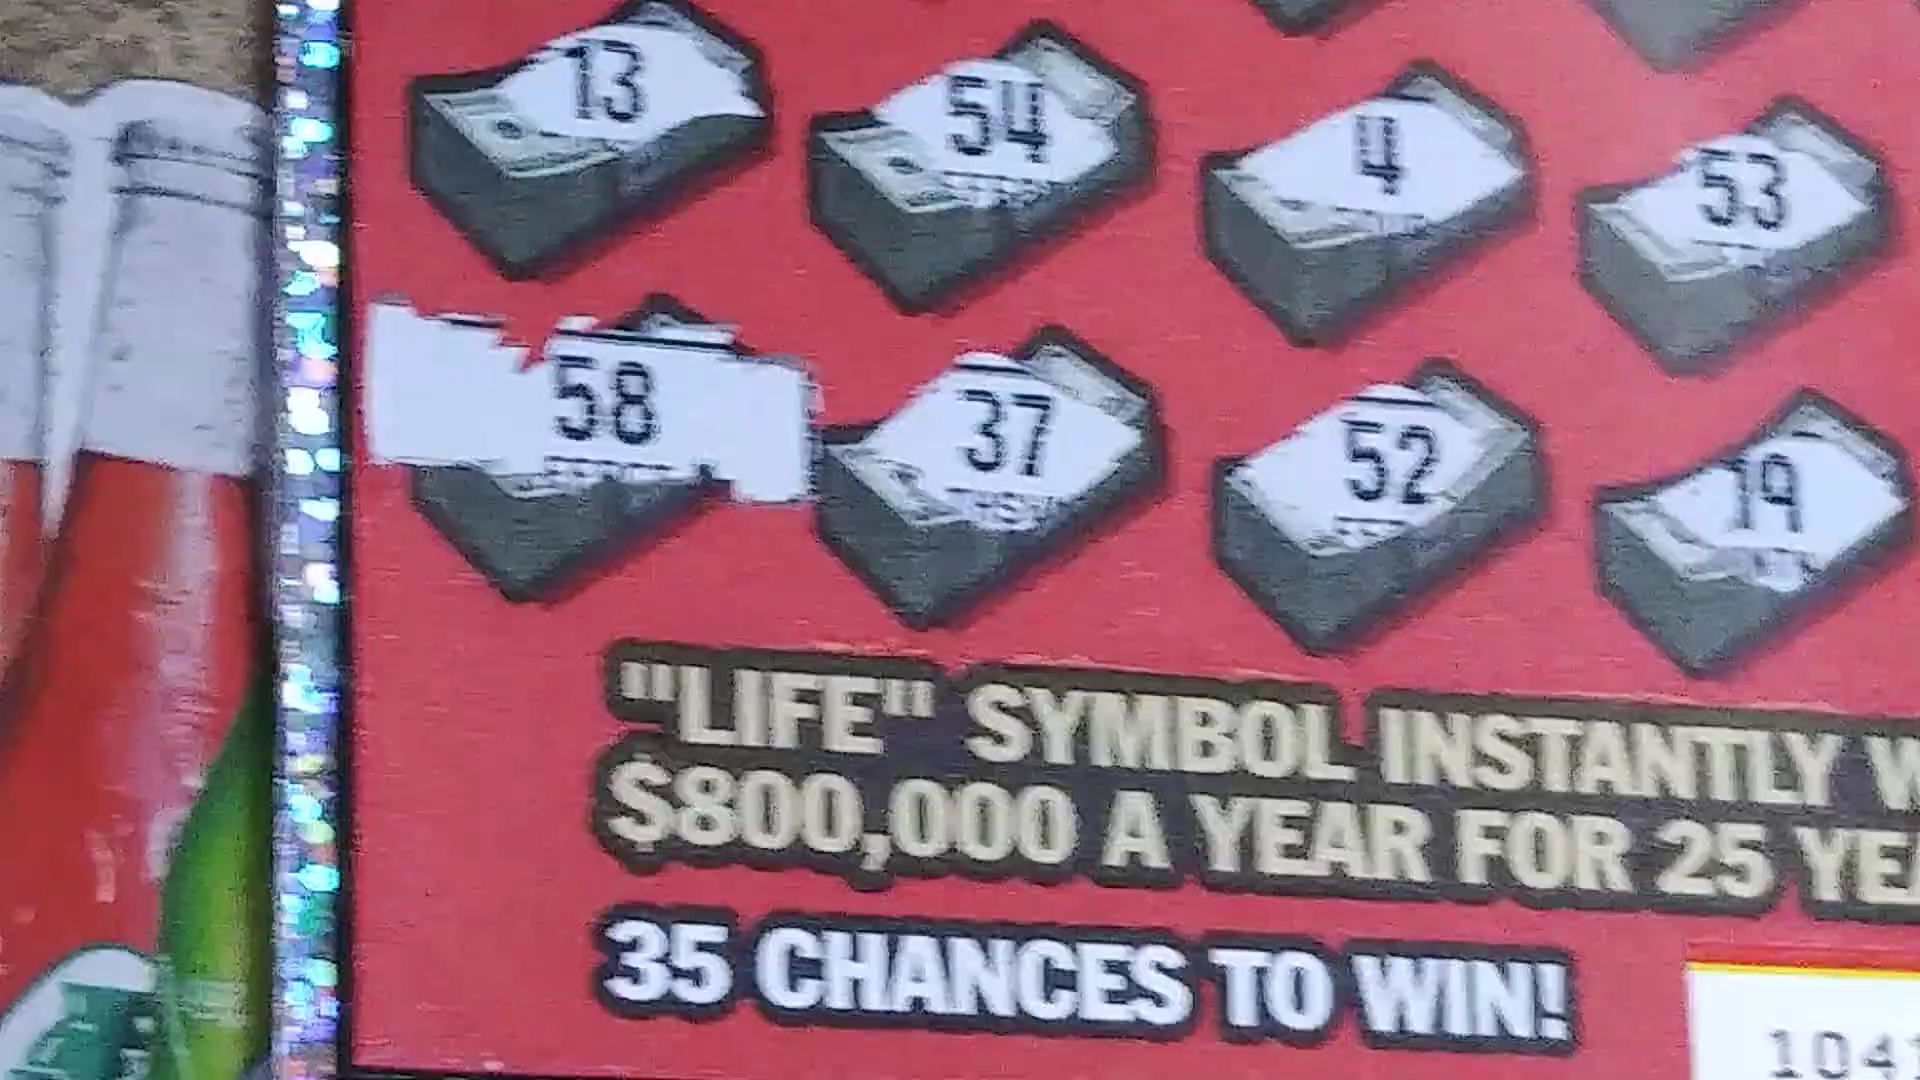 13 54 4 53
58 37 52 19
"LIFE" SYMBOL INSTANTLY
$800,000 A YEAR FOR 25
35 CHANCES TO WIN!
104